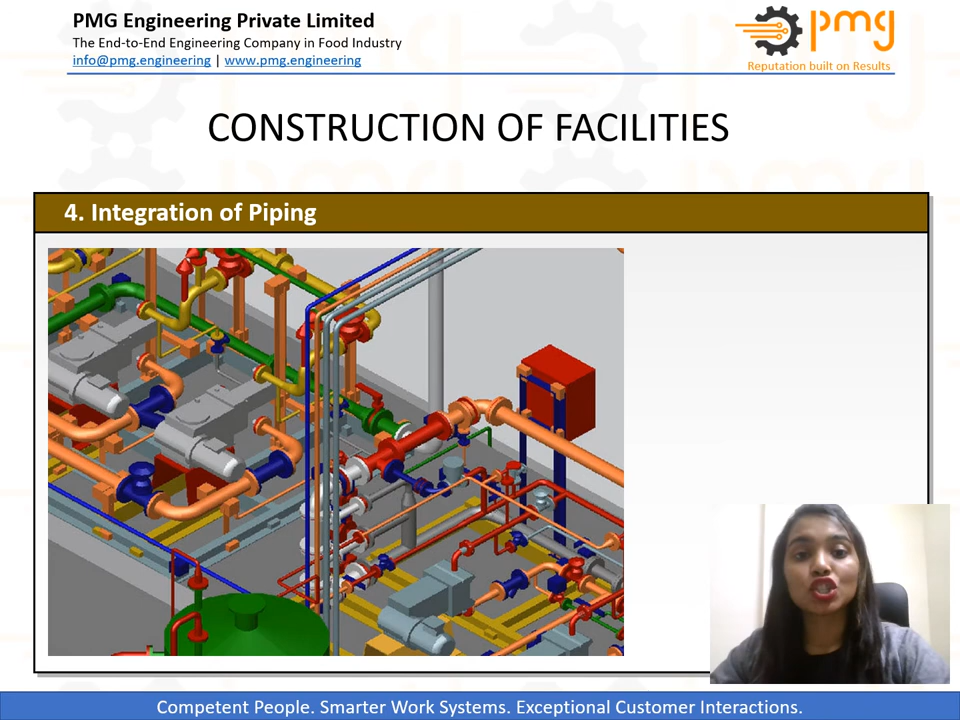 PMG Engineering Private Limited
The End-to-End Engineering Company in Food Industry
info@pmg.engineering | www.pmg.engineering
pmg
Reputation built on Results
CONSTRUCTION OF FACILITIES
4. Integration of Piping
Competent People. Smarter Work Systems. Exceptional Customer Interactions.